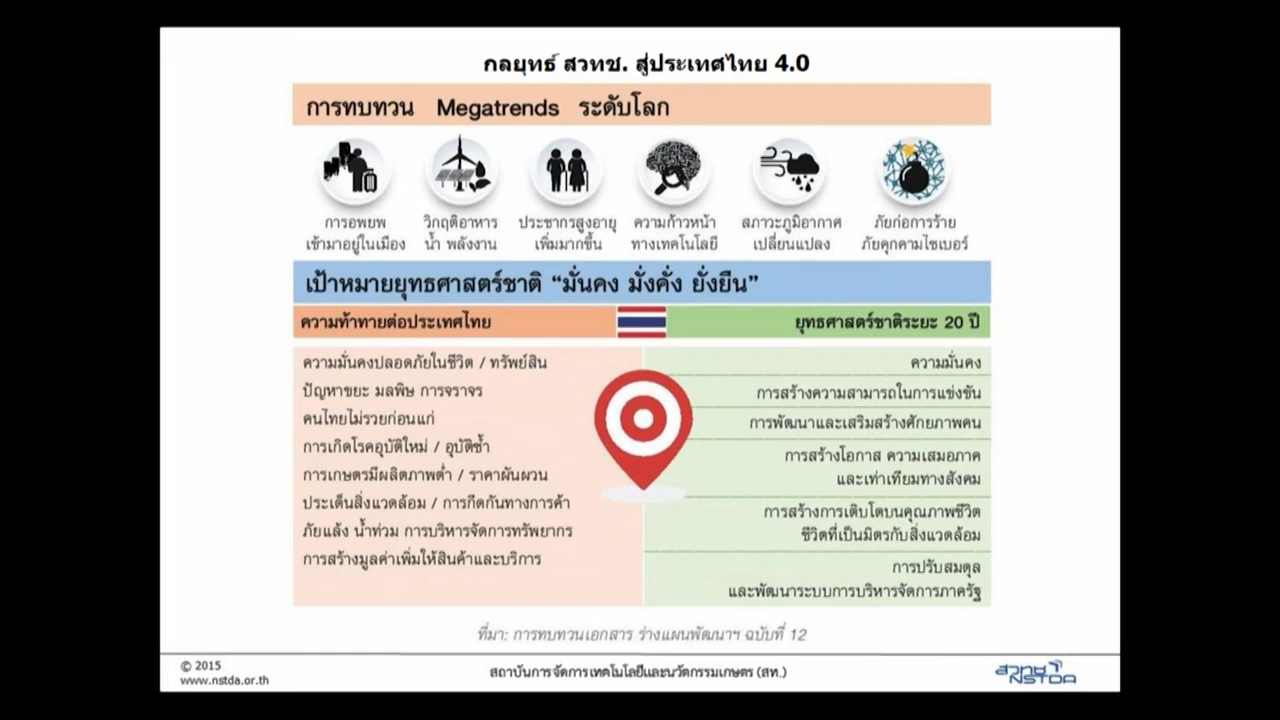 กลยุทธ์ สวทช. สู่ประเทศไทย 4.0
การทบทวน Megatrends ระดับโลก
การอพยพ
เข้ามาอยู่ในเมือง
วิกฤติอาหาร
น้ำ พลังงาน
ประชากรสูงอายุ
เพิ่มมากขึ้น
ความก้าวหน้า
ทางเทคโนโลยี
สภาวะภูมิอากาศ
เปลี่ยนแปลง
ภัยก่อการร้าย
ภัยคุกคามไซเบอร์
เป้าหมายยุทธศาสตร์ชาติ “มั่นคง มั่งคั่ง ยั่งยืน”
ความท้าทายต่อประเทศไทย
ความมั่นคงปลอดภัยในชีวิต / ทรัพย์สิน
ปัญหาขยะ มลพิษ การจราจร
คนไทยไม่รวยก่อนแก่
การเกิดโรคอุบัติใหม่ / อุบัติซ้ำ
การเกษตรมีผลิตภาพต่ำ / ราคาผันผวน
ประเด็นสิ่งแวดล้อม / การกีดกันทางการค้า
ภัยแล้ง น้ำท่วม การบริหารจัดการทรัพยากร
การสร้างมูลค่าเพิ่มให้สินค้าและบริการ
ยุทธศาสตร์ชาติระยะ 20 ปี
ความมั่นคง
การสร้างความสามารถในการแข่งขัน
การพัฒนาและเสริมสร้างศักยภาพคน
การสร้างโอกาส ความเสมอภาค
และเท่าเทียมทางสังคม
การสร้างการเติบโตบนคุณภาพชีวิต
ชีวิตที่เป็นมิตรกับสิ่งแวดล้อม
การปรับสมดุล
และพัฒนาระบบการบริหารจัดการภาครัฐ
ที่มา: การทบทวนเอกสาร ร่างแผนพัฒนาฯ ฉบับที่ 12
© 2015
www.nstda.or.th
สถาบันการจัดการเทคโนโลยีและนวัตกรรมเกษตร (สท.)
สวทช
NSTDA